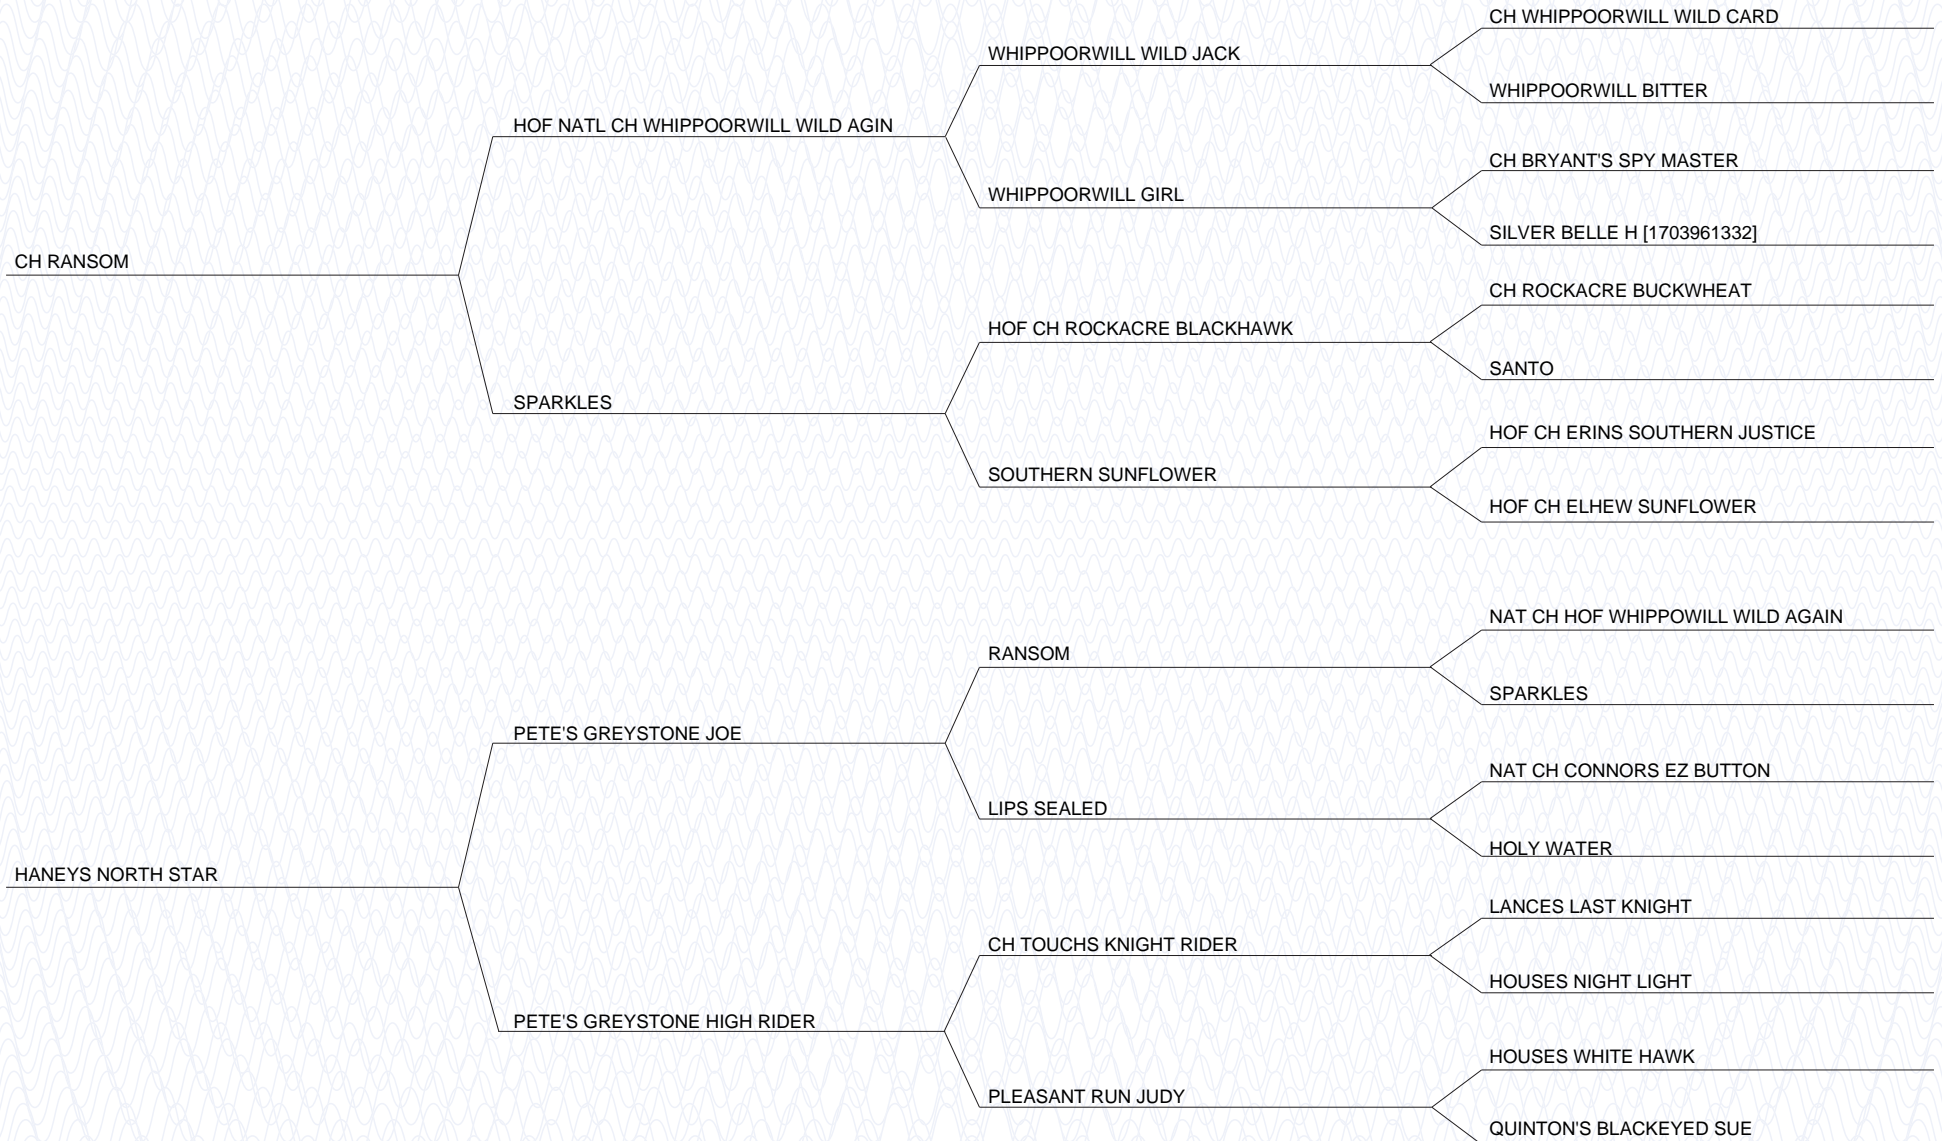 CH WHIPPOORWILL WILD CARD
WHIPPOORWILL WILD JACK
WHIPPOORWILL BITTER
HOF NATL CH WHIPPOORWILL WILD AGIN
CH BRYANT'S SPY MASTER
WHIPPOORWILL GIRL
SILVER BELLE H [1703961332]
CH RANSOM
CH ROCKACRE BUCKWHEAT
HOF CH ROCKACRE BLACKHAWK
SANTO
SPARKLES
HOF CH ERINS SOUTHERN JUSTICE
SOUTHERN SUNFLOWER
HOF CH ELHEW SUNFLOWER
NAT CH HOF WHIPPOWILL WILD AGAIN
RANSOM
SPARKLES
PETE'S GREYSTONE JOE
NAT CH CONNORS EZ BUTTON
LIPS SEALED
HOLY WATER
HANEYS NORTH STAR
LANCES LAST KNIGHT
CH TOUCHS KNIGHT RIDER
HOUSES NIGHT LIGHT
PETE'S GREYSTONE HIGH RIDER
HOUSES WHITE HAWK
PLEASANT RUN JUDY
QUINTON'S BLACKEYED SUE